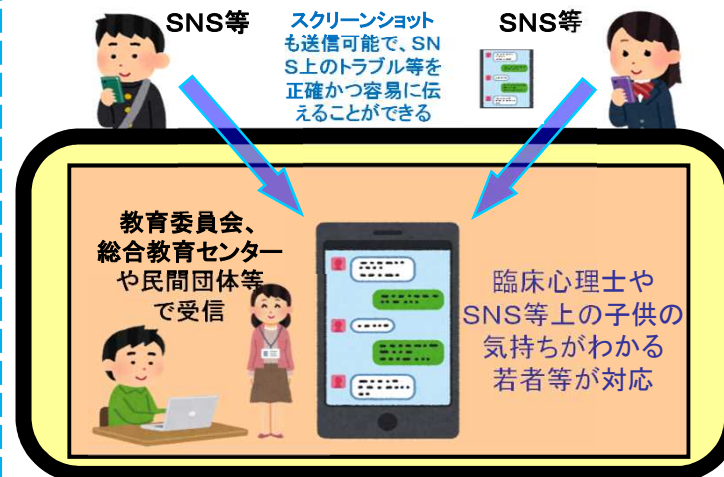 SNS等
スクリーンショット
も送信可能で、SN
S上のトラブル等を
正確かつ容易に伝
えることができる
SNS等
教育委員会、
総合教育センター
や民間団体等
で受信
臨床心理士や
SNS等上の子供の
気持ちがわかる
若者等が対応